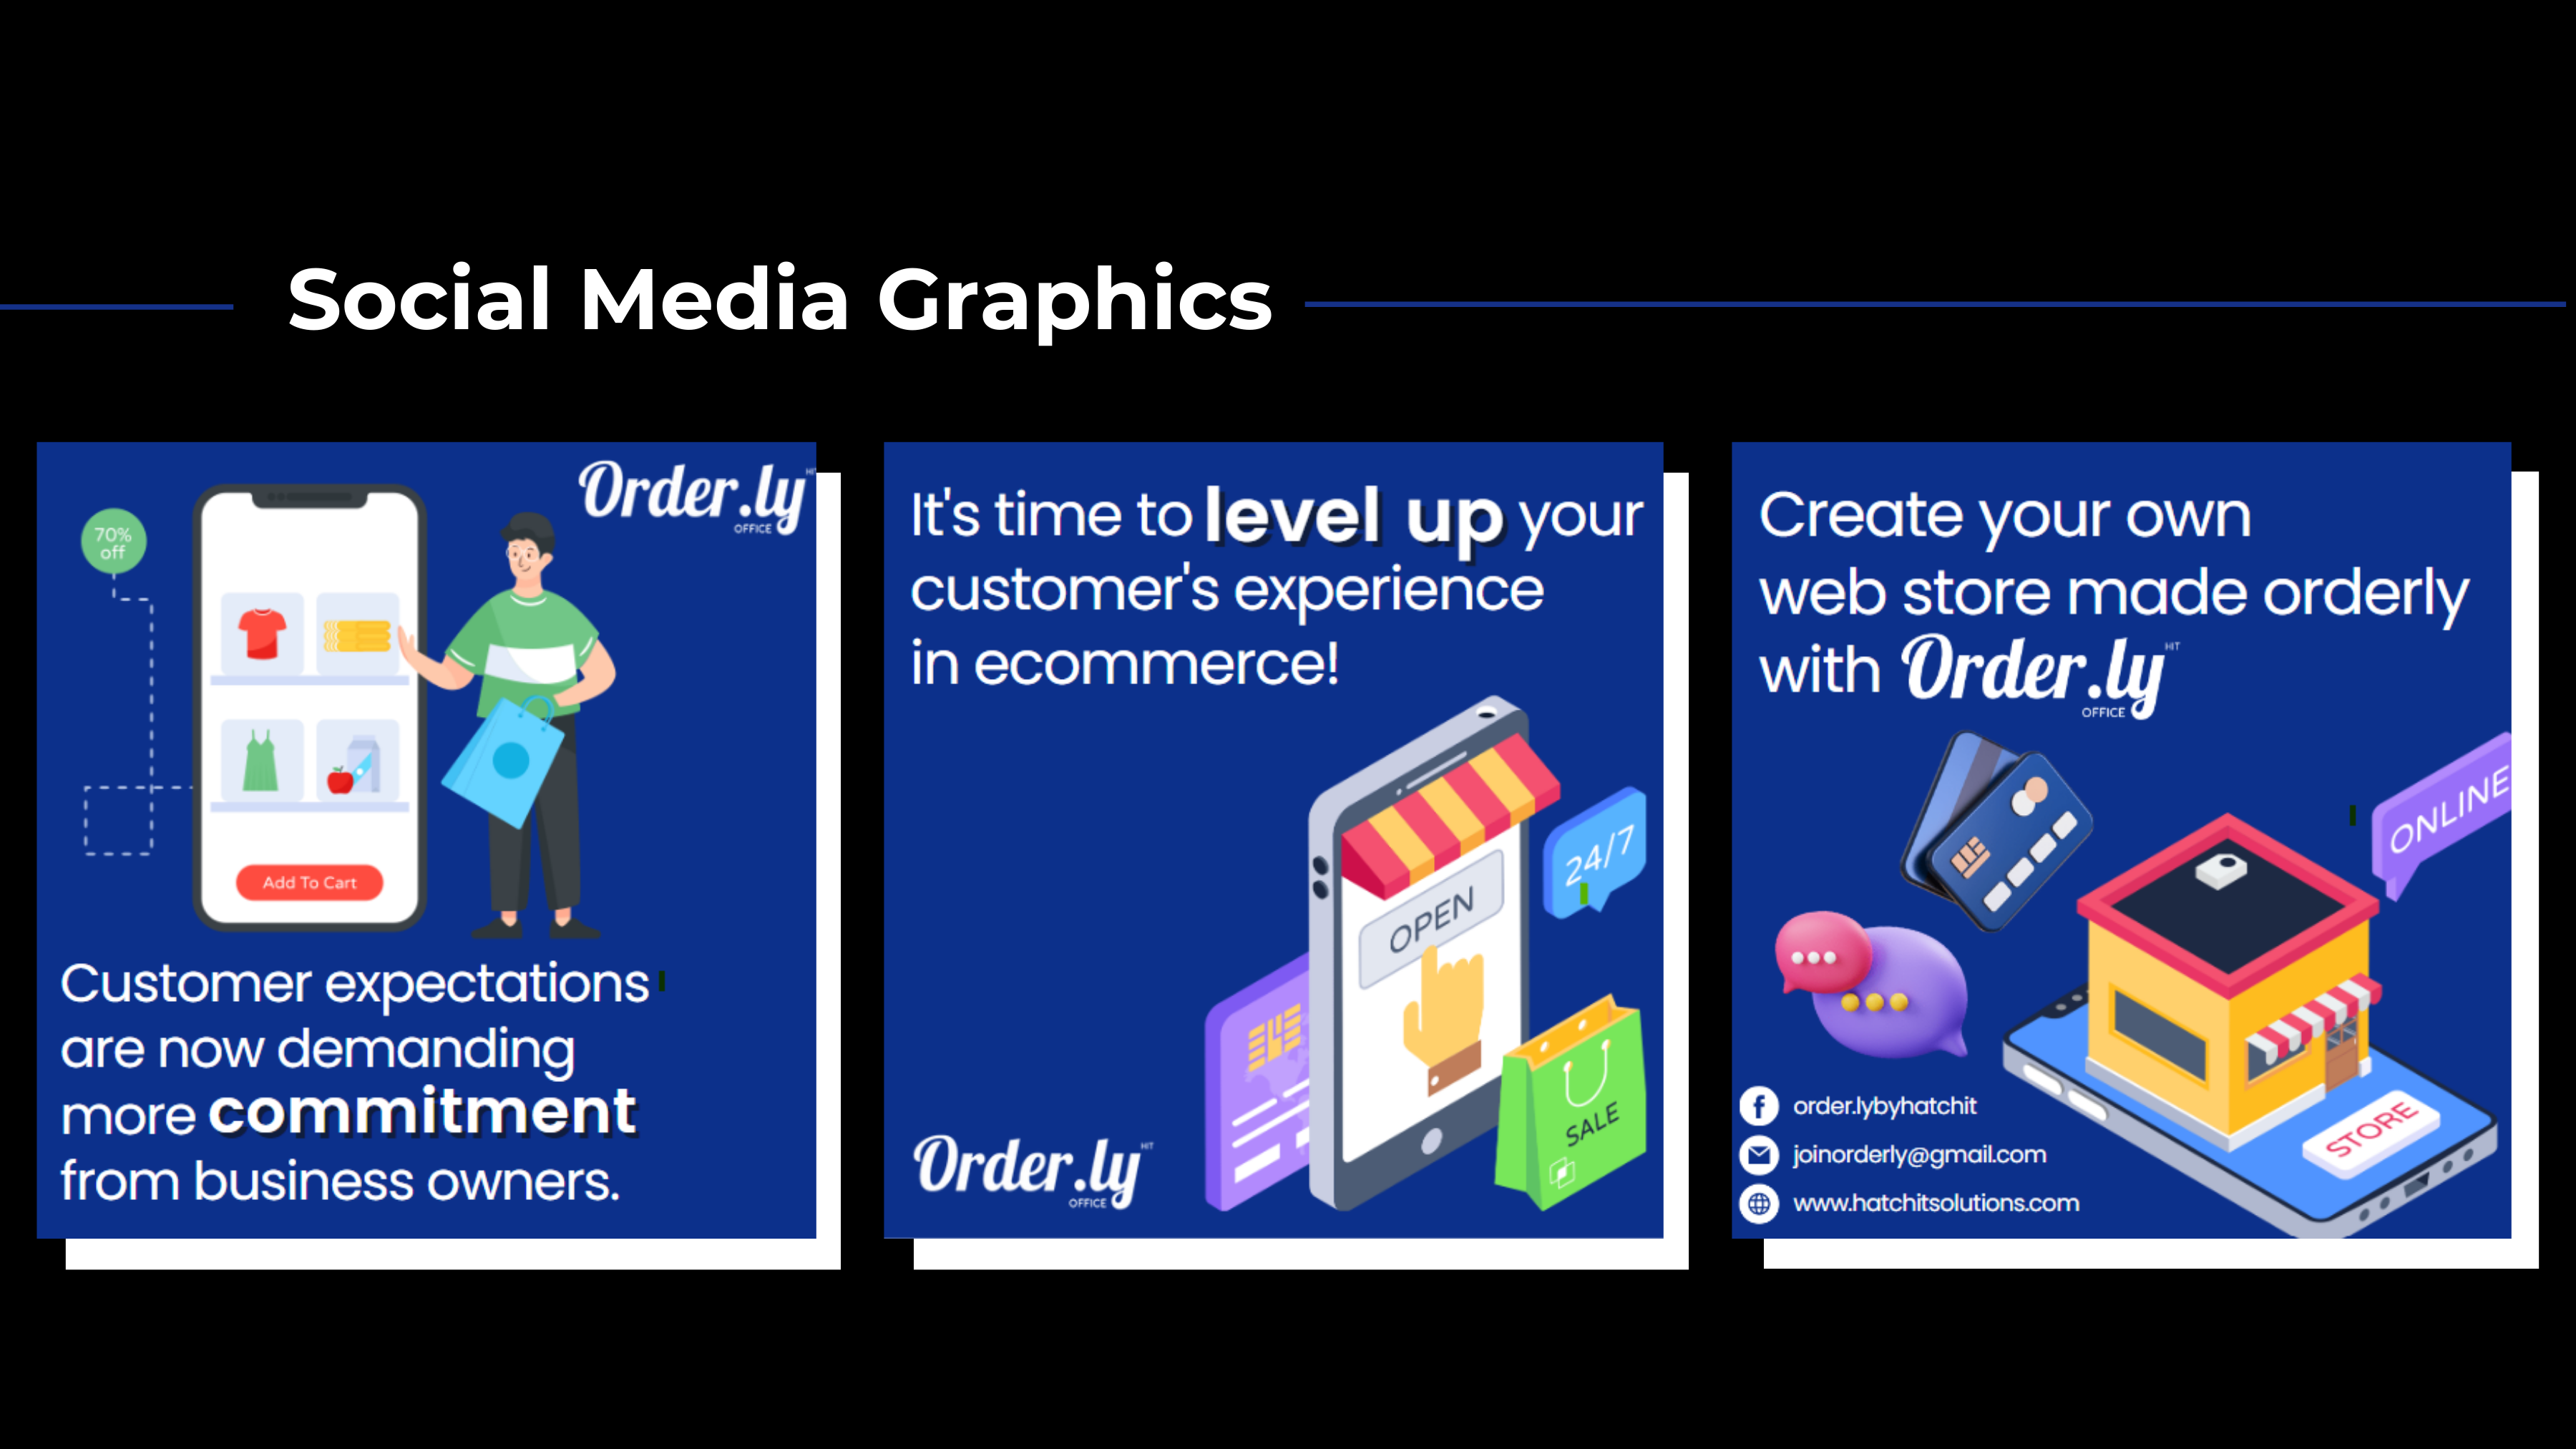 Social Media Graphics
Order.ly
HIT
OFFICE
70%
off
Add To Cart
Customer expectations
are now demanding
more commitment
from business owners.
It's time to level up your
customer's experience
in ecommerce!
24/7
OPEN
SALE
Order.ly
HIT
OFFICE
Create your own
web store made orderly
with Order.ly
HIT
OFFICE
ONLINE
STORE
order.lybyhatchit
joinorderly@gmail.com
www.hatchitsolutions.com